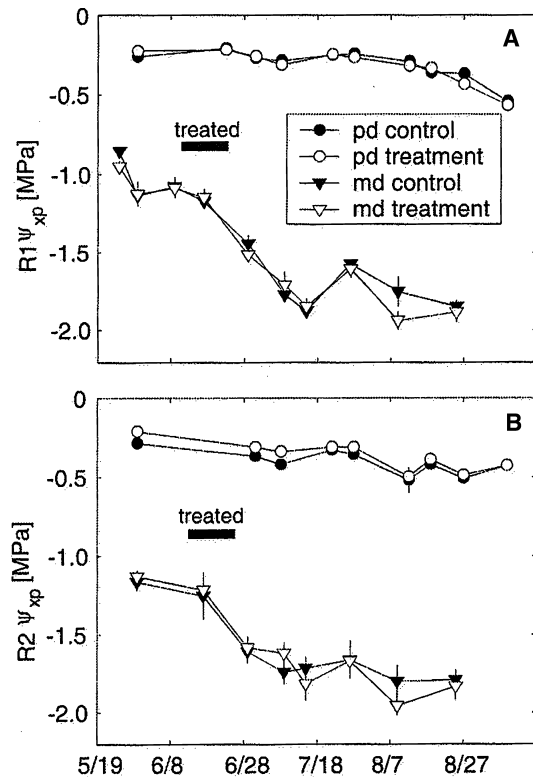 0
A
-0.5
treated
pd control
pd treatment
md control
md treatment
-1.0
-1.5
-2.0
R1 Ψxp [MPa]
0
B
-0.5
treated
-1.0
-1.5
-2.0
R2 Ψxp [MPa]
5/19 6/8 6/28 7/18 8/7 8/27